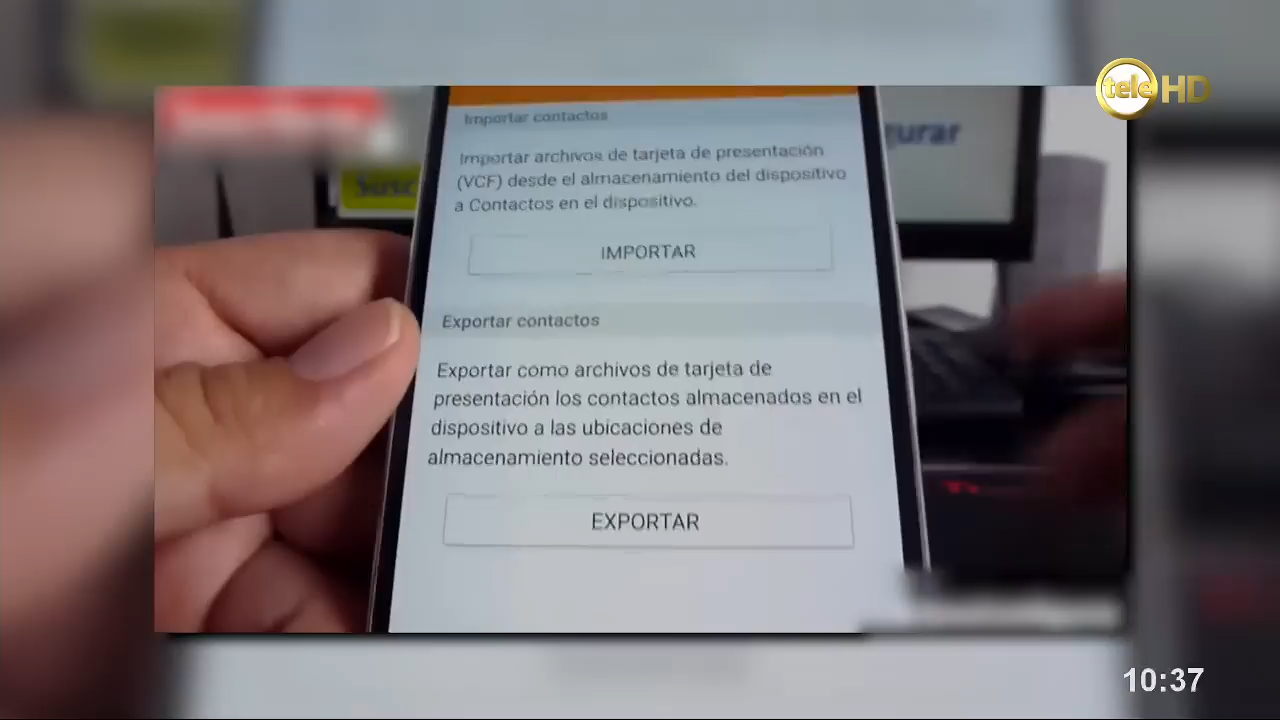 tele HD
Importar contactos
gurar
Importar archivos de tarjeta de presentación
(VCF) desde el almacenamiento del dispositivo
a Contactos en el dispositivo.
IMPORTAR
Exportar contactos
Exportar como archivos de tarjeta de
presentación los contactos almacenados en el
dispositivo a las ubicaciones de
almacenamiento seleccionadas.
EXPORTAR
10:37